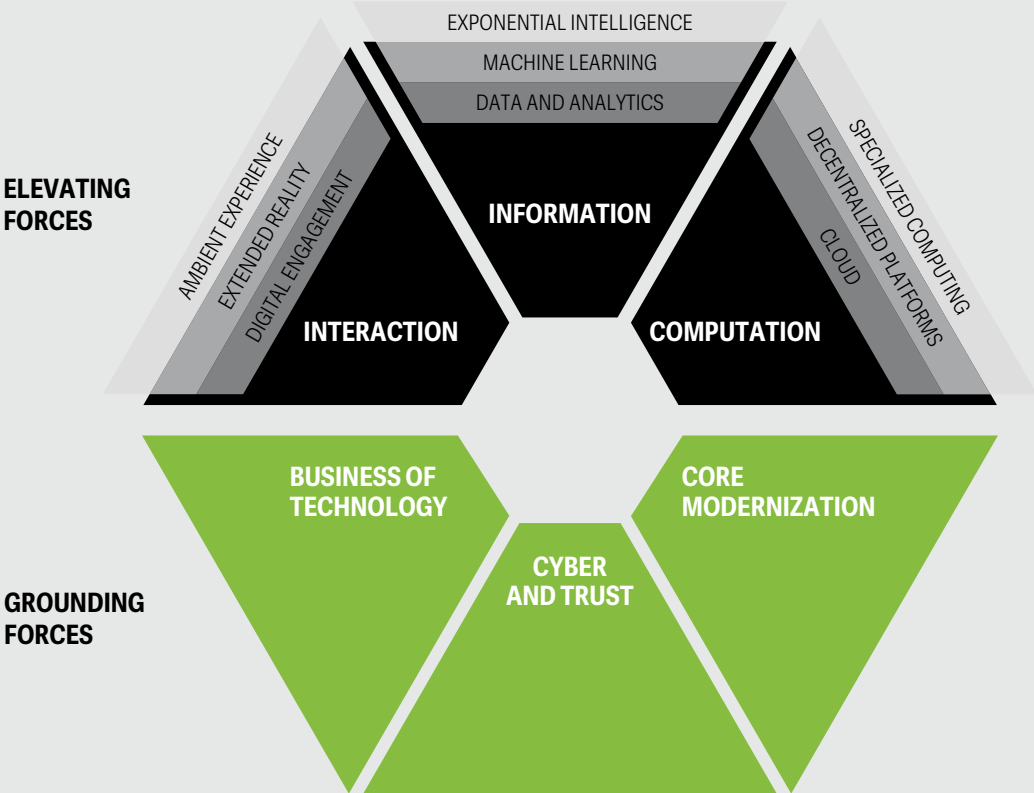 EXPONENTIAL INTELLIGENCE
MACHINE LEARNING
DATA AND ANALYTICS
INFORMATION
ELEVATING
FORCES
AMBIENT EXPERIENCE
EXTENDED REALITY
DIGITAL ENGAGEMENT
INTERACTION
SPECIALIZED COMPUTING
DECENTRALIZED PLATFORMS
CLOUD
COMPUTATION
BUSINESS OF
TECHNOLOGY
CORE
MODERNIZATION
CYBER
AND TRUST
GROUNDING
FORCES